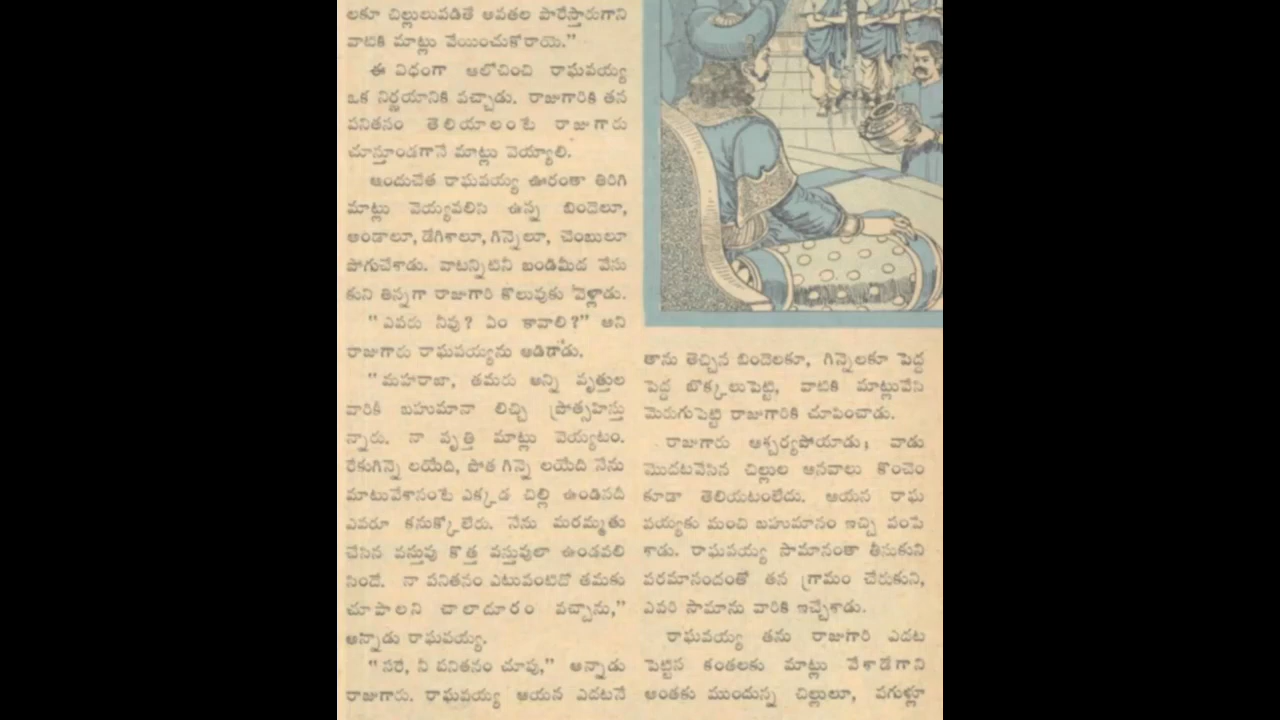 లకూ చిల్లులుపడితే అవతల పారేస్తారుగాని
వాటికి మాట్లు వేయించుకోరాయె.”
ఈ విధంగా ఆలోచించి రాఘవయ్య
ఒక నిర్ణయానికి వచ్చాడు. రాజుగారికి తన
పనితనం తెలియాలంటే రాజుగారు
చూస్తూండగానే మాట్లు వెయ్యాలి.
అందుచేత రాఘవయ్య ఊరంతా తిరిగి
మాట్లు వెయ్యవలిసి ఉన్న బిందెలూ,
అండాలూ, డేగిశాలూ, గిన్నెలూ, చెంబులూ
పోగుచేశాడు. వాటన్నిటినీ బండిమీద వేసు
కుని తిన్నగా రాజుగారి కొలువుకు వెళ్లాడు.
“ఎవరు నీవు? ఏం కావాలి?” అని
రాజుగారు రాఘవయ్యను అడిగాడు.
“మహారాజా, తమరు అన్ని వృత్తుల
వారికీ బహుమానా లిచ్చి ప్రోత్సహిస్తు
న్నారు. నా వృత్తి మాట్లు వెయ్యటం.
రేకుగిన్నె లయేది, పోత గిన్నె లయేది నేను
మాటువేశానంటే ఎక్కడ చిల్లి ఉండినదీ
ఎవరూ కనుక్కోలేరు. నేను మరమ్మతు
చేసిన వస్తువు కొత్త వస్తువులా ఉండవలి
సిందే. నా పనితనం ఎటువంటిదో తమకు
చూపాలని చాలాదూరం వచ్చాను,”
అన్నాడు రాఘవయ్య.
“సరే, నీ పనితనం చూపు,” అన్నాడు
రాజుగారు. రాఘవయ్య ఆయన ఎదటనే
తాను తెచ్చిన బిందెలకూ, గిన్నెలకూ పెద్ద
పెద్ద బొక్కలుపెట్టి, వాటికి మాట్లువేసి
మెరుగుపెట్టి రాజుగారికి చూపించాడు.
రాజుగారు ఆశ్చర్యపోయాడు; వాడు
మొదటవేసిన చిల్లుల ఆనవాలు కొంచెం
కూడా తెలియటంలేదు. ఆయన రాఘ
వయ్యకు మంచి బహుమానం ఇచ్చి పంపే
శాడు. రాఘవయ్య సామానంతా తీసుకుని
పరమానందంతో తన గ్రామం చేరుకుని,
ఎవరి సామాను వారికి ఇచ్చేశాడు.
రాఘవయ్య తను రాజుగారి ఎదట
పెట్టిన కంతలకు మాట్లు వేశాడేగాని
అంతకు ముందున్న చిల్లులూ, పగుళ్లూ